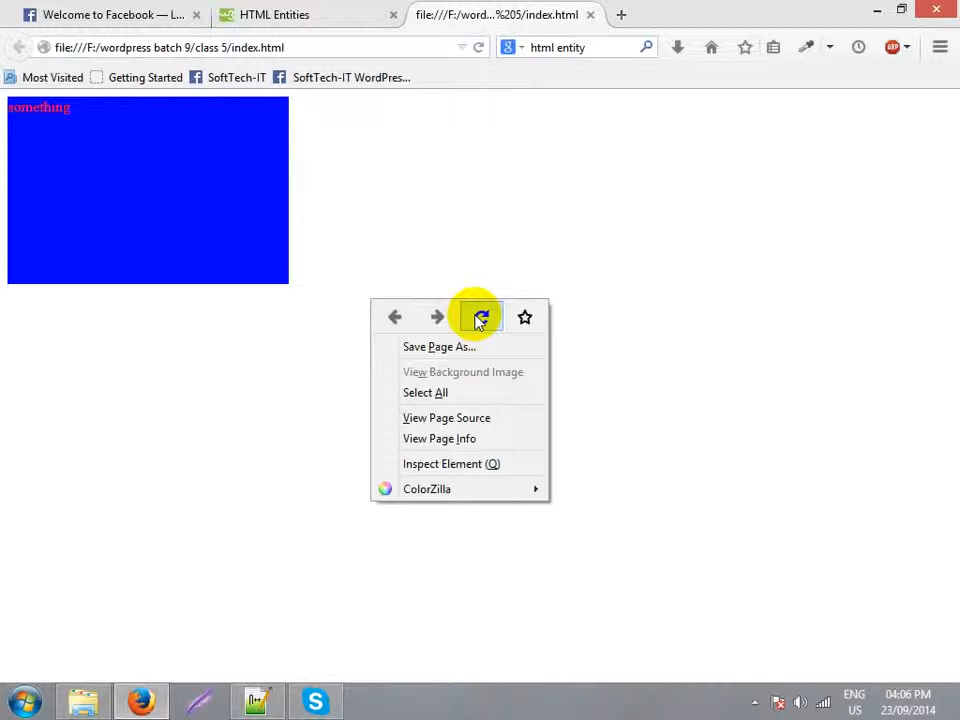 Welcome to Facebook — L...
HTML Entities
file:///F:/word...%205/index.html
file:///F:/wordpress batch 9/class 5/index.html
html entity
ABP
Most Visited
Getting Started
SoftTech-IT
SoftTech-IT WordPres...
something
Save Page As...
View Background Image
Select All
View Page Source
View Page Info
Inspect Element (Q)
ColorZilla
ENG
US
04:06 PM
23/09/2014